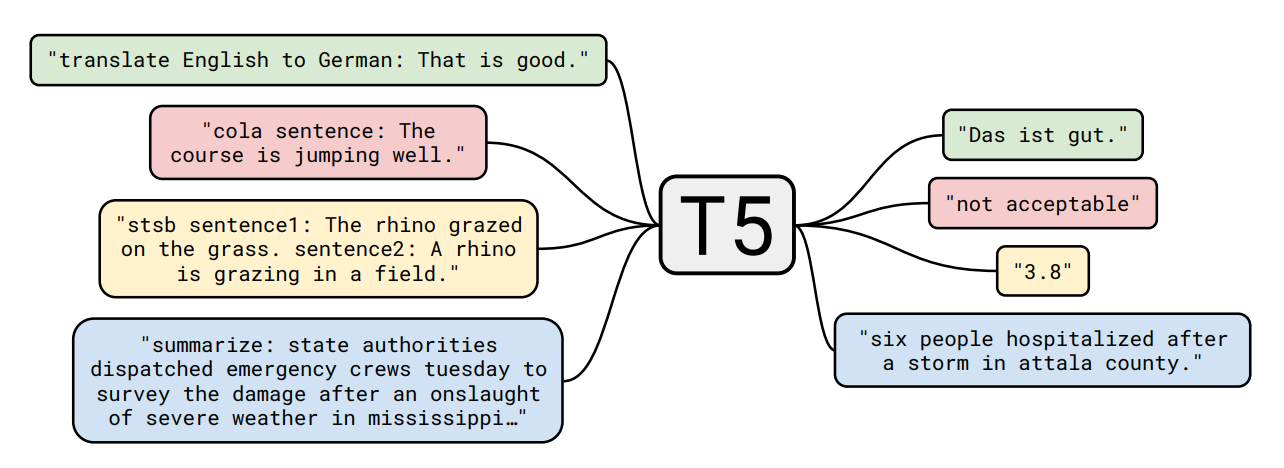 "translate English to German: That is good."
"cola sentence: The
course is jumping well."
"stsb sentence1: The rhino grazed
on the grass. sentence2: A rhino
is grazing in a field."
"summarize: state authorities
dispatched emergency crews tuesday to
survey the damage after an onslaught
of severe weather in mississippi…"
T5
"Das ist gut."
"not acceptable"
"3.8"
"six people hospitalized after
a storm in attala county."